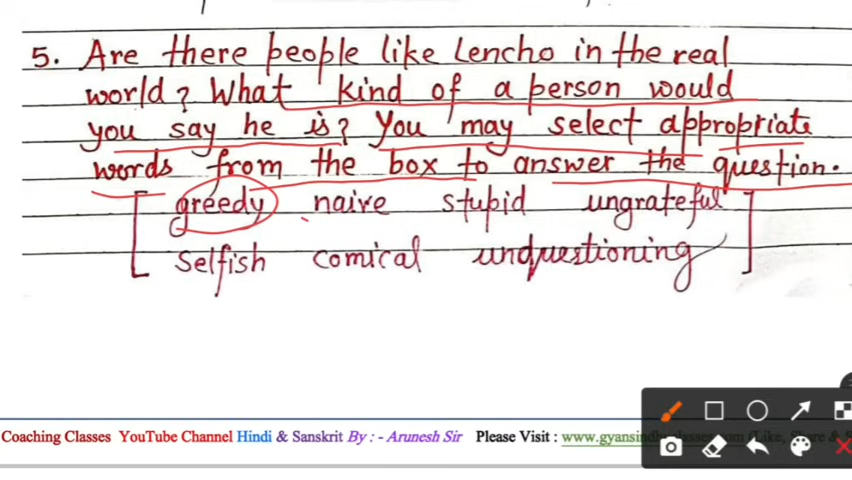 5. Are there people like Lencho in the real
world? What kind of a person would
you say he is? You may select appropriate
words from the box to answer the question.
greedy naive stupid ungrateful
selfish comical unquestioning
Coaching Classes YouTube Channel Hindi & Sanskrit By : - Arunesh Sir Please Visit :